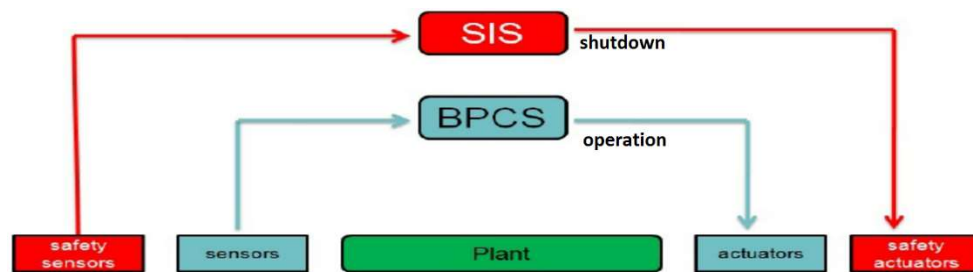 SIS
shutdown
BPCS
operation
safety
sensors
sensors
Plant
actuators
safety
actuators